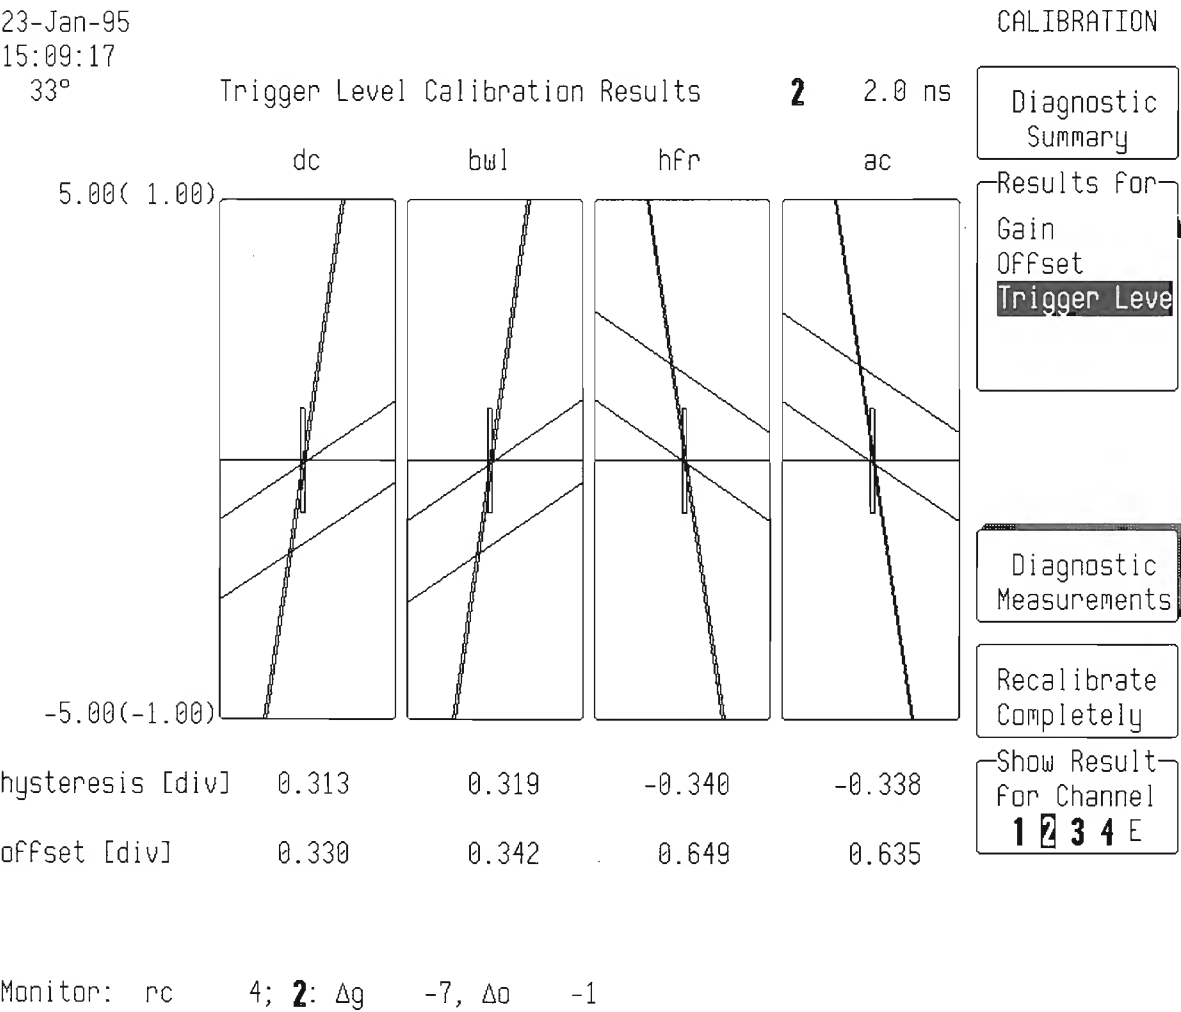 23-Jan-95
15:09:17
33°
Trigger Level Calibration Results 2 2.0 ns
dc bwl hfr ac
5.00( 1.00)
-5.00(-1.00)
hysteresis [div] 0.313 0.319 -0.340 -0.338
offset [div] 0.330 0.342 0.649 0.635
Monitor: rc 4; 2: Δg -7, Δo -1
CALIBRATION
Diagnostic
Summary
Results for
Gain
Offset
Trigger Leve
Diagnostic
Measurements
Recalibrate
Completely
Show Result
for Channel
1 2 3 4 E